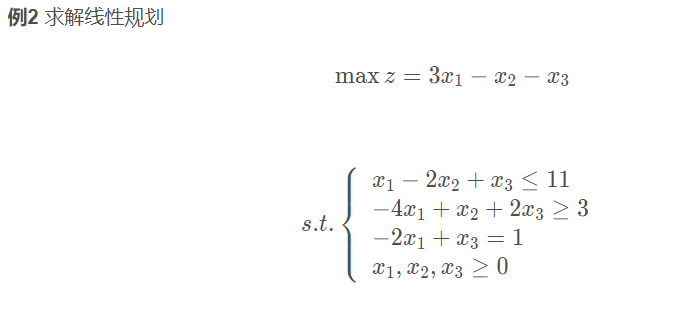 例2 求解线性规划
max z = 3x₁ − x₂ − x₃
x₁ − 2x₂ + x₃ ≤ 11
−4x₁ + x₂ + 2x₃ ≥ 3
s.t. { −2x₁ + x₃ = 1
x₁, x₂, x₃ ≥ 0